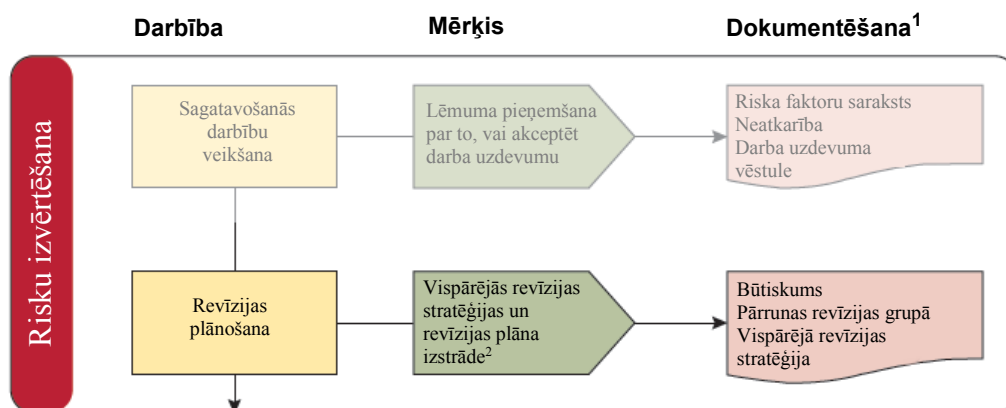 Darbība
Mērķis
Dokumentēšana¹
Risku izvērtēšana
Sagatavošanās
darbību
veikšana
Lēmuma pieņemšana
par to, vai akceptēt
darba uzdevumu
Riska faktoru saraksts
Neatkarība
Darba uzdevuma
vēstule
Revīzijas
plānošana
Vispārējās revīzijas
stratēģijas un
revīzijas plāna
izstrāde²
Būtiskums
Pārrunas revīzijas grupā
Vispārējā revīzijas
stratēģija